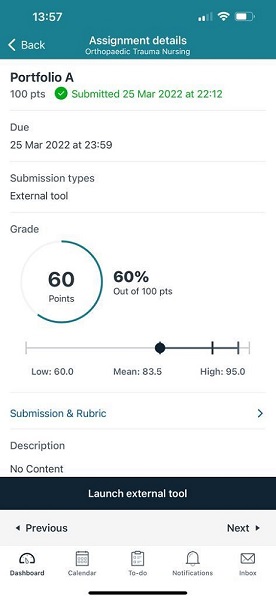 13:57
Back
Assignment details
Orthopaedic Trauma Nursing
Portfolio A
100 pts Submitted 25 Mar 2022 at 22:12
Due
25 Mar 2022 at 23:59
Submission types
External tool
Grade
60
Points
60%
Out of 100 pts
Low: 60.0 Mean: 83.5 High: 95.0
Submission & Rubric
Description
No Content
Launch external tool
Previous Next
Dashboard Calendar To-do Notifications Inbox